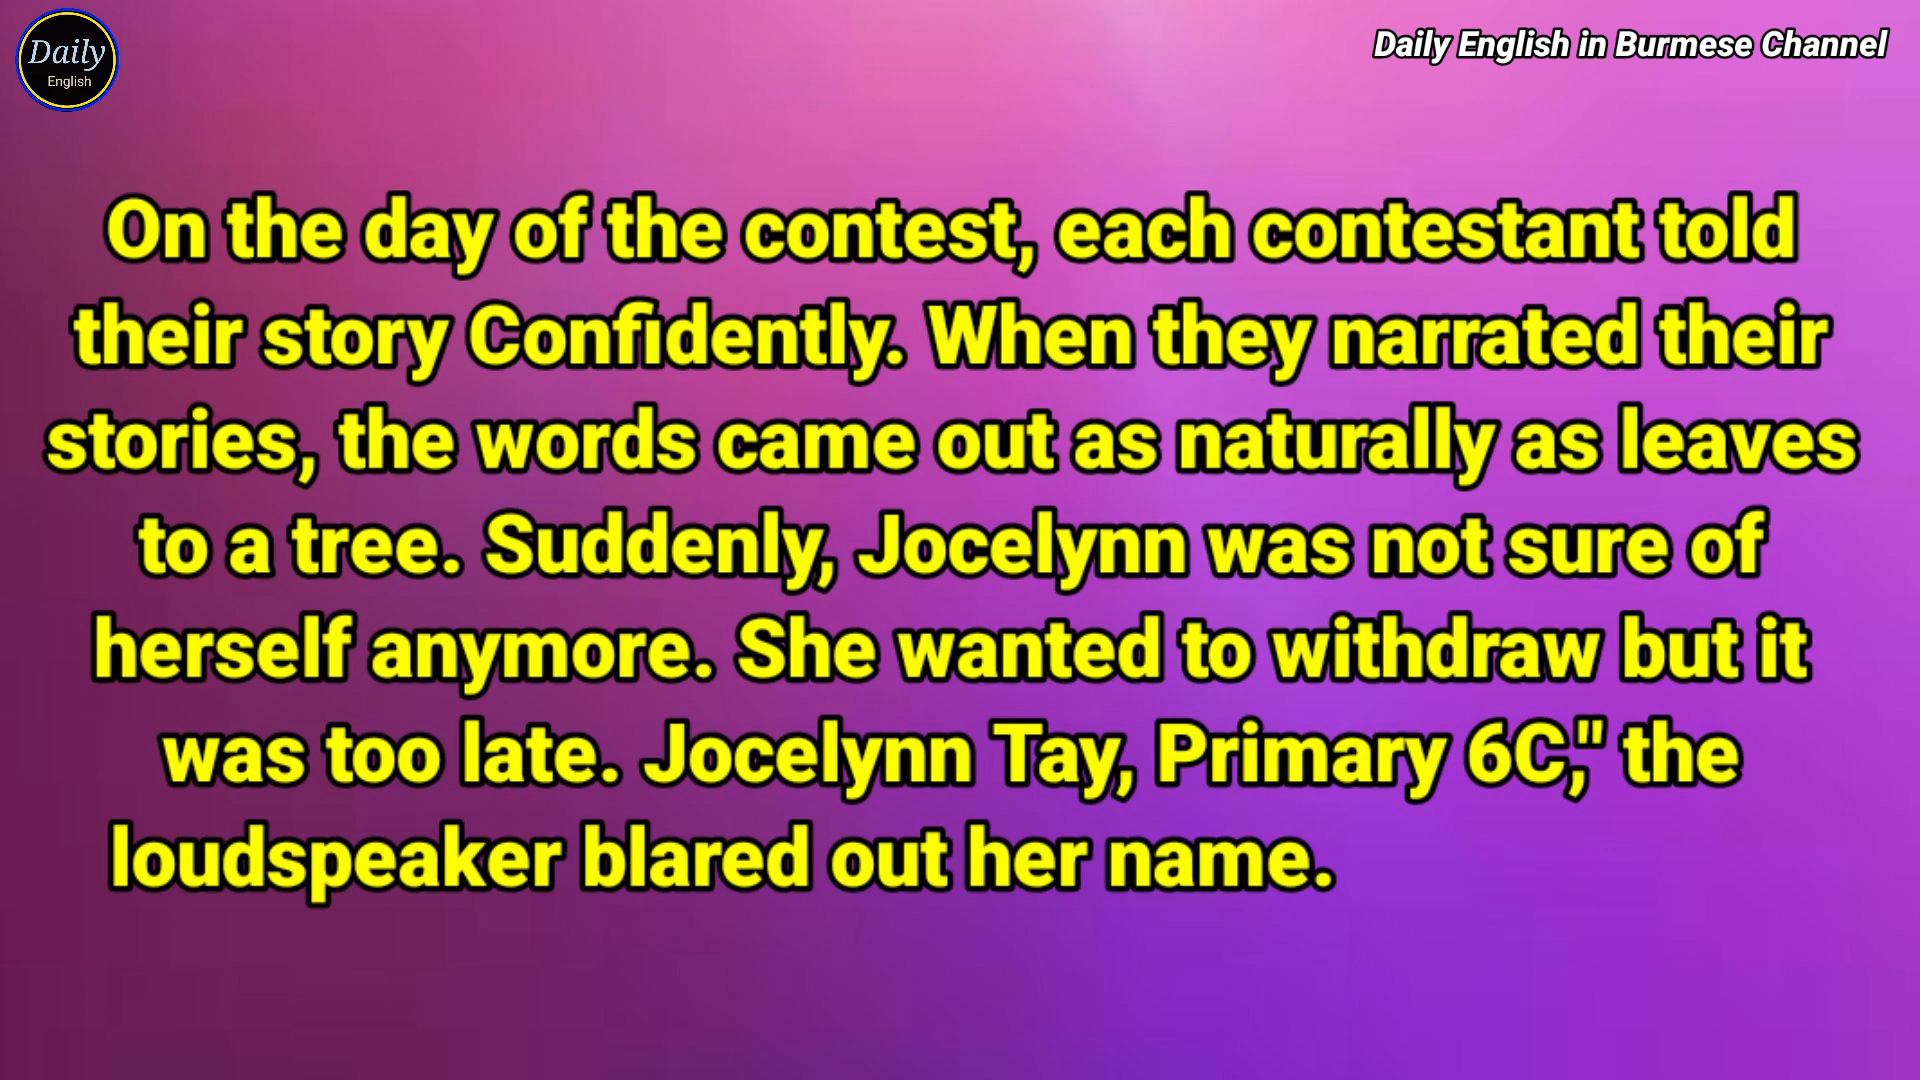 Daily
English
Daily English in Burmese Channel
On the day of the contest, each contestant told
their story Confidently. When they narrated their
stories, the words came out as naturally as leaves
to a tree. Suddenly, Jocelynn was not sure of
herself anymore. She wanted to withdraw but it
was too late. Jocelynn Tay, Primary 6C," the
loudspeaker blared out her name.